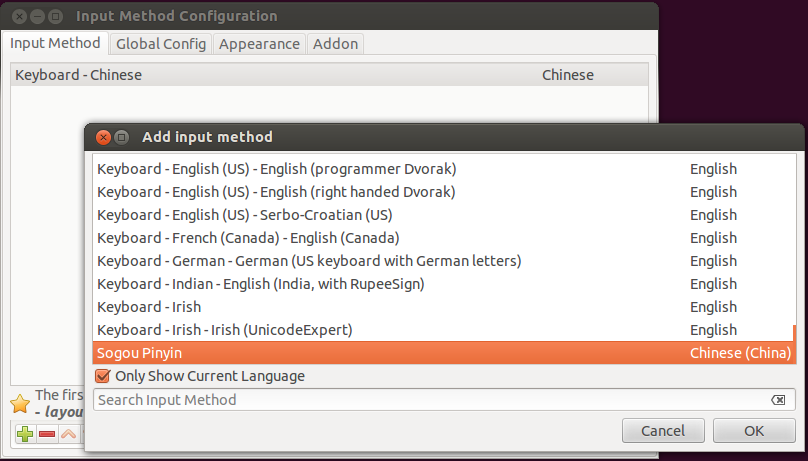 Input Method Configuration
Input Method Global Config Appearance Addon
Keyboard - Chinese Chinese
Add input method
Keyboard - English (US) - English (programmer Dvorak) English
Keyboard - English (US) - English (right handed Dvorak) English
Keyboard - English (US) - Serbo-Croatian (US) English
Keyboard - French (Canada) - English (Canada) English
Keyboard - German - German (US keyboard with German letters) English
Keyboard - Indian - English (India, with RupeeSign) English
Keyboard - Irish English
Keyboard - Irish - Irish (UnicodeExpert) English
Sogou Pinyin Chinese (China)
Only Show Current Language
The firs
- layou
Search Input Method
Cancel OK